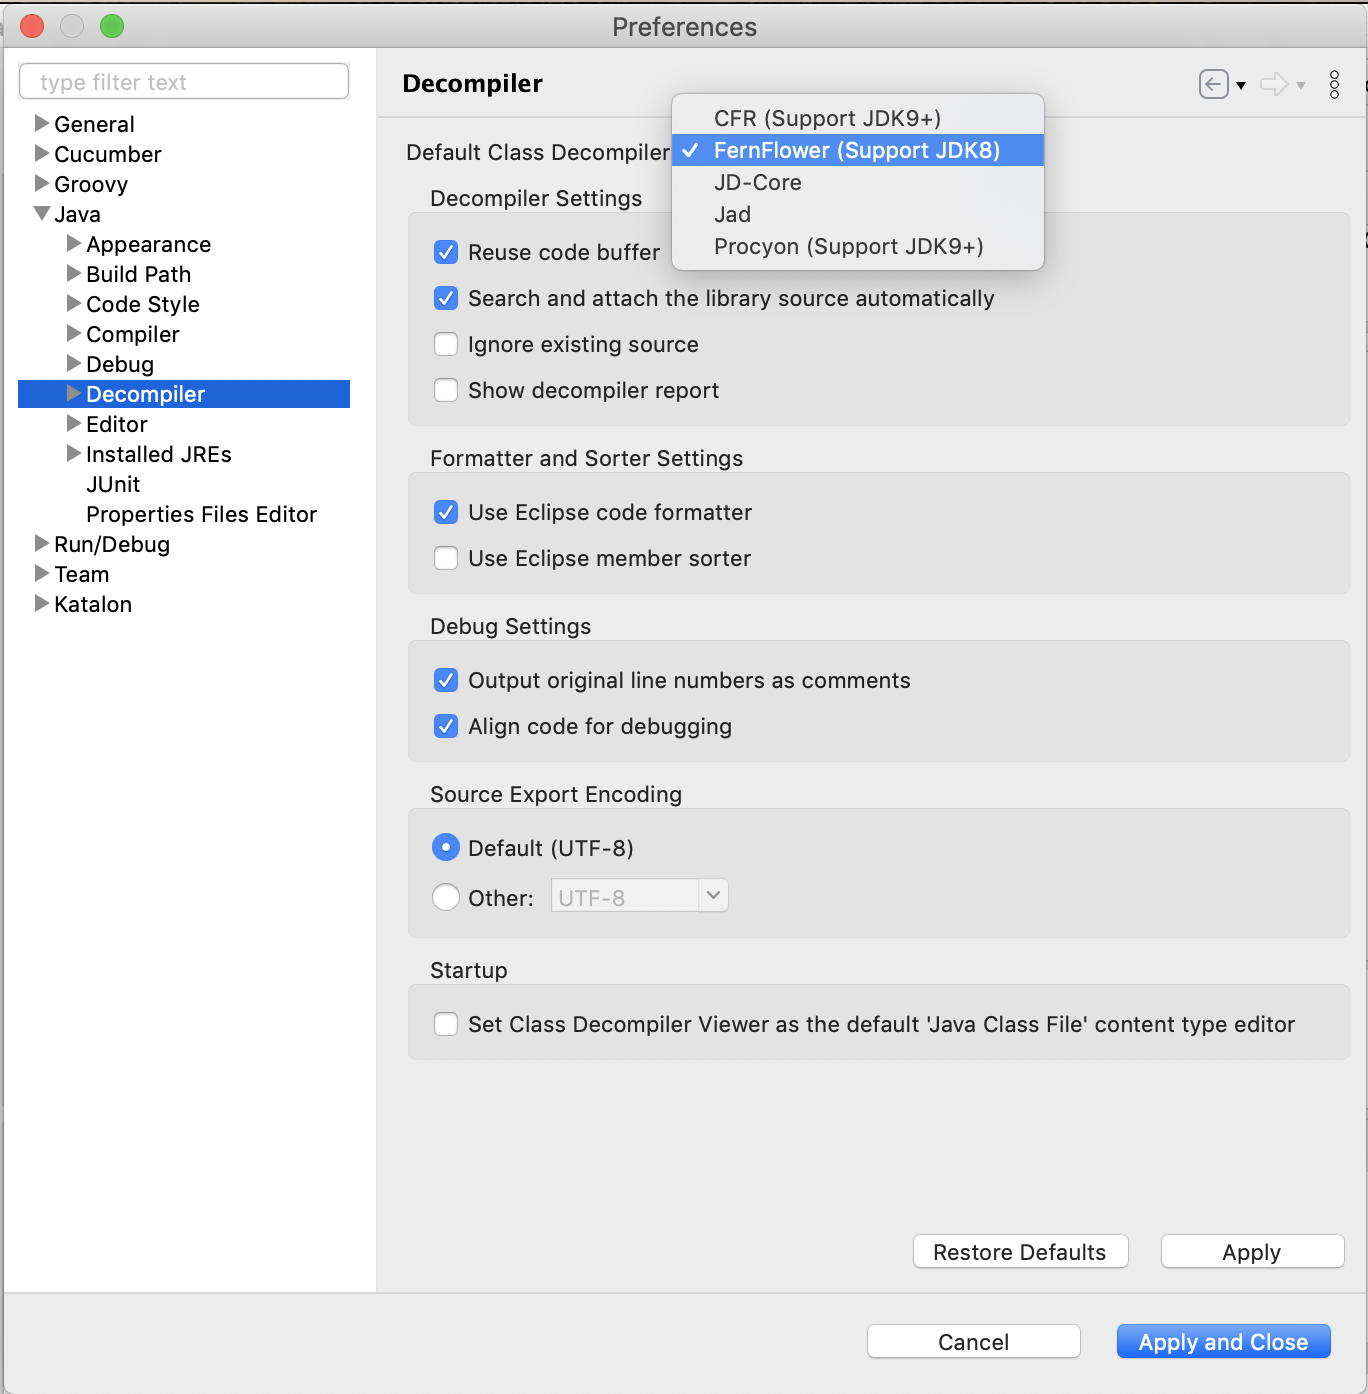 Preferences
type filter text
General
Cucumber
Groovy
Java
Appearance
Build Path
Code Style
Compiler
Debug
Decompiler
Editor
Installed JREs
JUnit
Properties Files Editor
Run/Debug
Team
Katalon
Decompiler
Default Class Decompiler
CFR (Support JDK9+)
FernFlower (Support JDK8)
JD-Core
Jad
Procyon (Support JDK9+)
Decompiler Settings
Reuse code buffer
Search and attach the library source automatically
Ignore existing source
Show decompiler report
Formatter and Sorter Settings
Use Eclipse code formatter
Use Eclipse member sorter
Debug Settings
Output original line numbers as comments
Align code for debugging
Source Export Encoding
Default (UTF-8)
Other: UTF-8
Startup
Set Class Decompiler Viewer as the default 'Java Class File' content type editor
Restore Defaults Apply
Cancel Apply and Close